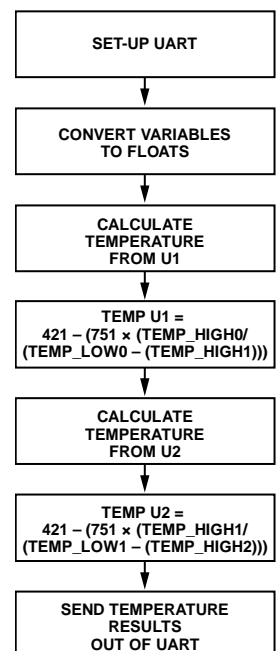 SET-UP UART
CONVERT VARIABLES
TO FLOATS
CALCULATE
TEMPERATURE
FROM U1
TEMP U1 =
421 – (751 × (TEMP_HIGH0/
(TEMP_LOW0 – (TEMP_HIGH1)))
CALCULATE
TEMPERATURE
FROM U2
TEMP U2 =
421 – (751 × (TEMP_HIGH1/
(TEMP_LOW1 – (TEMP_HIGH2)))
SEND TEMPERATURE
RESULTS
OUT OF UART